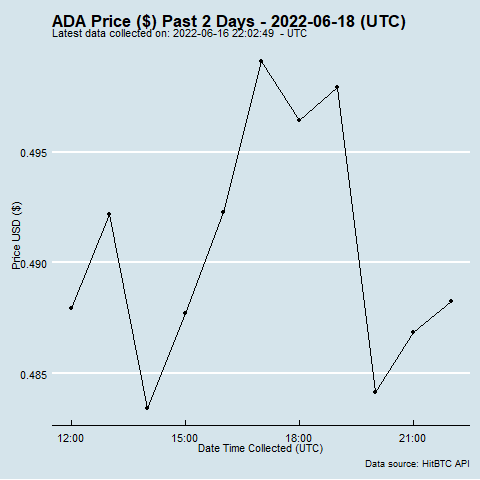 ADA Price ($) Past 2 Days - 2022-06-18 (UTC)
Latest data collected on: 2022-06-16 22:02:49  - UTC
0.495
0.490
0.485
Price USD ($)
12:00
15:00
18:00
21:00
Date Time Collected (UTC)
Data source: HitBTC API